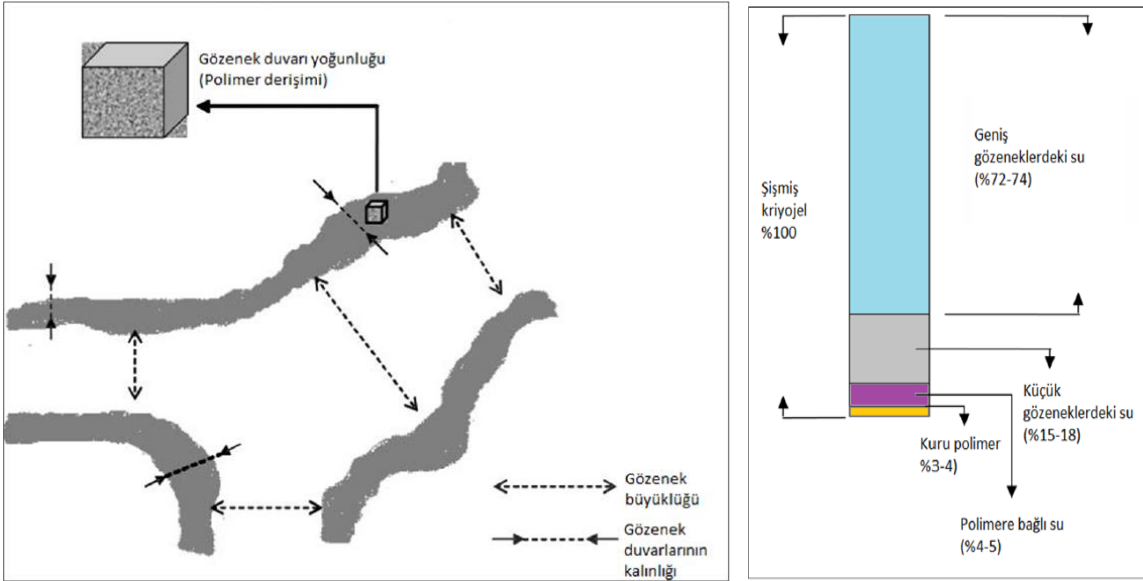 Gözenek duvarı yoğunluğu
(Polimer derişimi)
Gözenek
büyüklüğü
Gözenek
duvarlarının
kalınlığı
Şişmiş
kriyojel
%100
Geniş
gözeneklerdeki su
(%72-74)
Küçük
gözeneklerdeki su
(%15-18)
Kuru polimer
%3-4)
Polimere bağlı su
(%4-5)